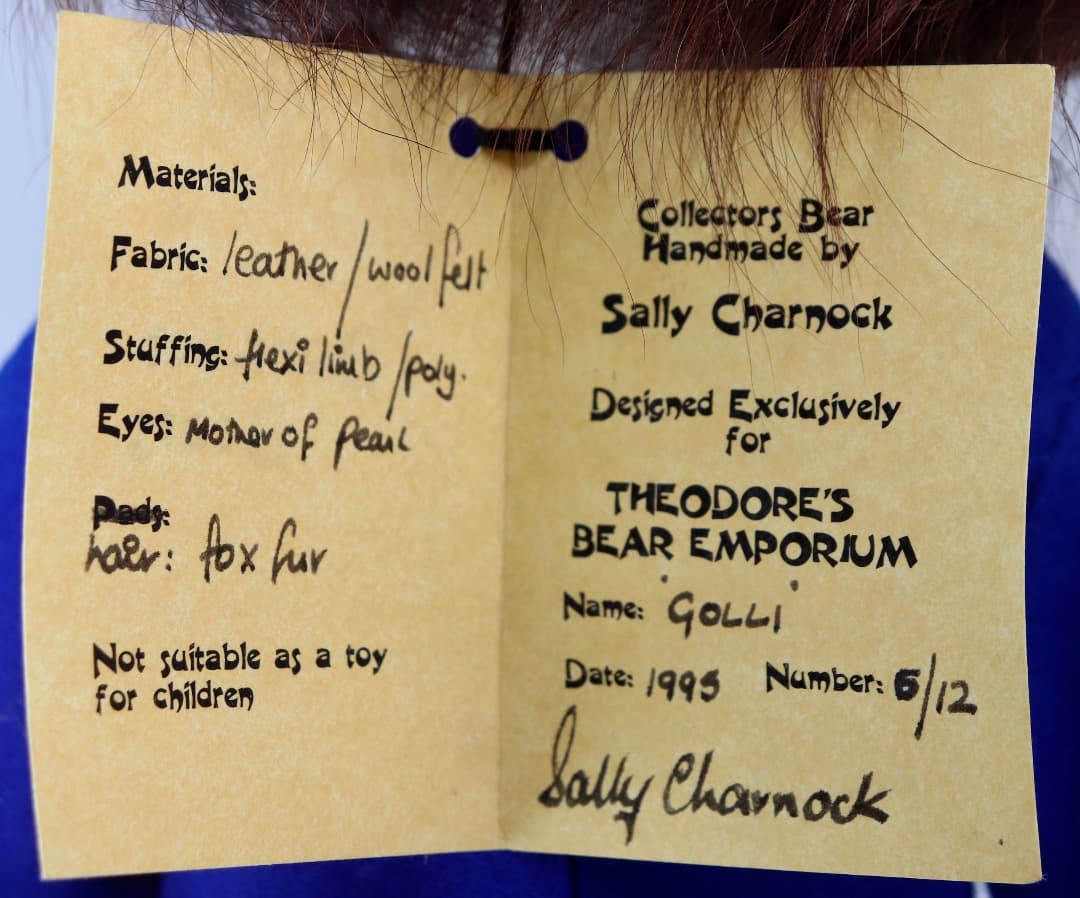 Materials:
Fabric: leather/wool felt
Stuffing: flexi limb/poly.
Eyes: Mother of Pearl
Pads:
hair: fox fur
Not suitable as a toy
for children
Collectors Bear
Handmade by
Sally Charnock
Designed Exclusively
for
THEODORE'S
BEAR EMPORIUM
Name: 'GOLLI'
Date: 1995 Number: 6/12
Sally Charnock